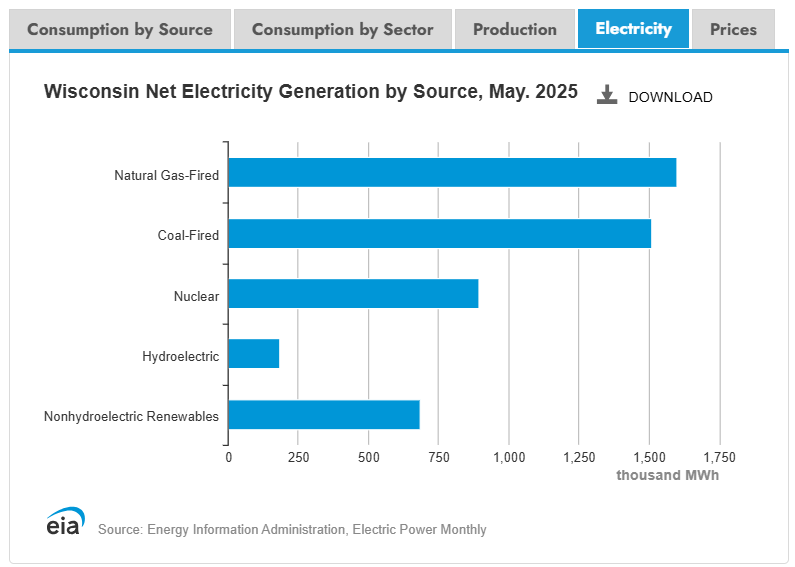 Consumption by Source Consumption by Sector Production Electricity Prices
Wisconsin Net Electricity Generation by Source, May. 2025 DOWNLOAD
Natural Gas-Fired
Coal-Fired
Nuclear
Hydroelectric
Nonhydroelectric Renewables
0 250 500 750 1,000 1,250 1,500 1,750
thousand MWh
eia Source: Energy Information Administration, Electric Power Monthly